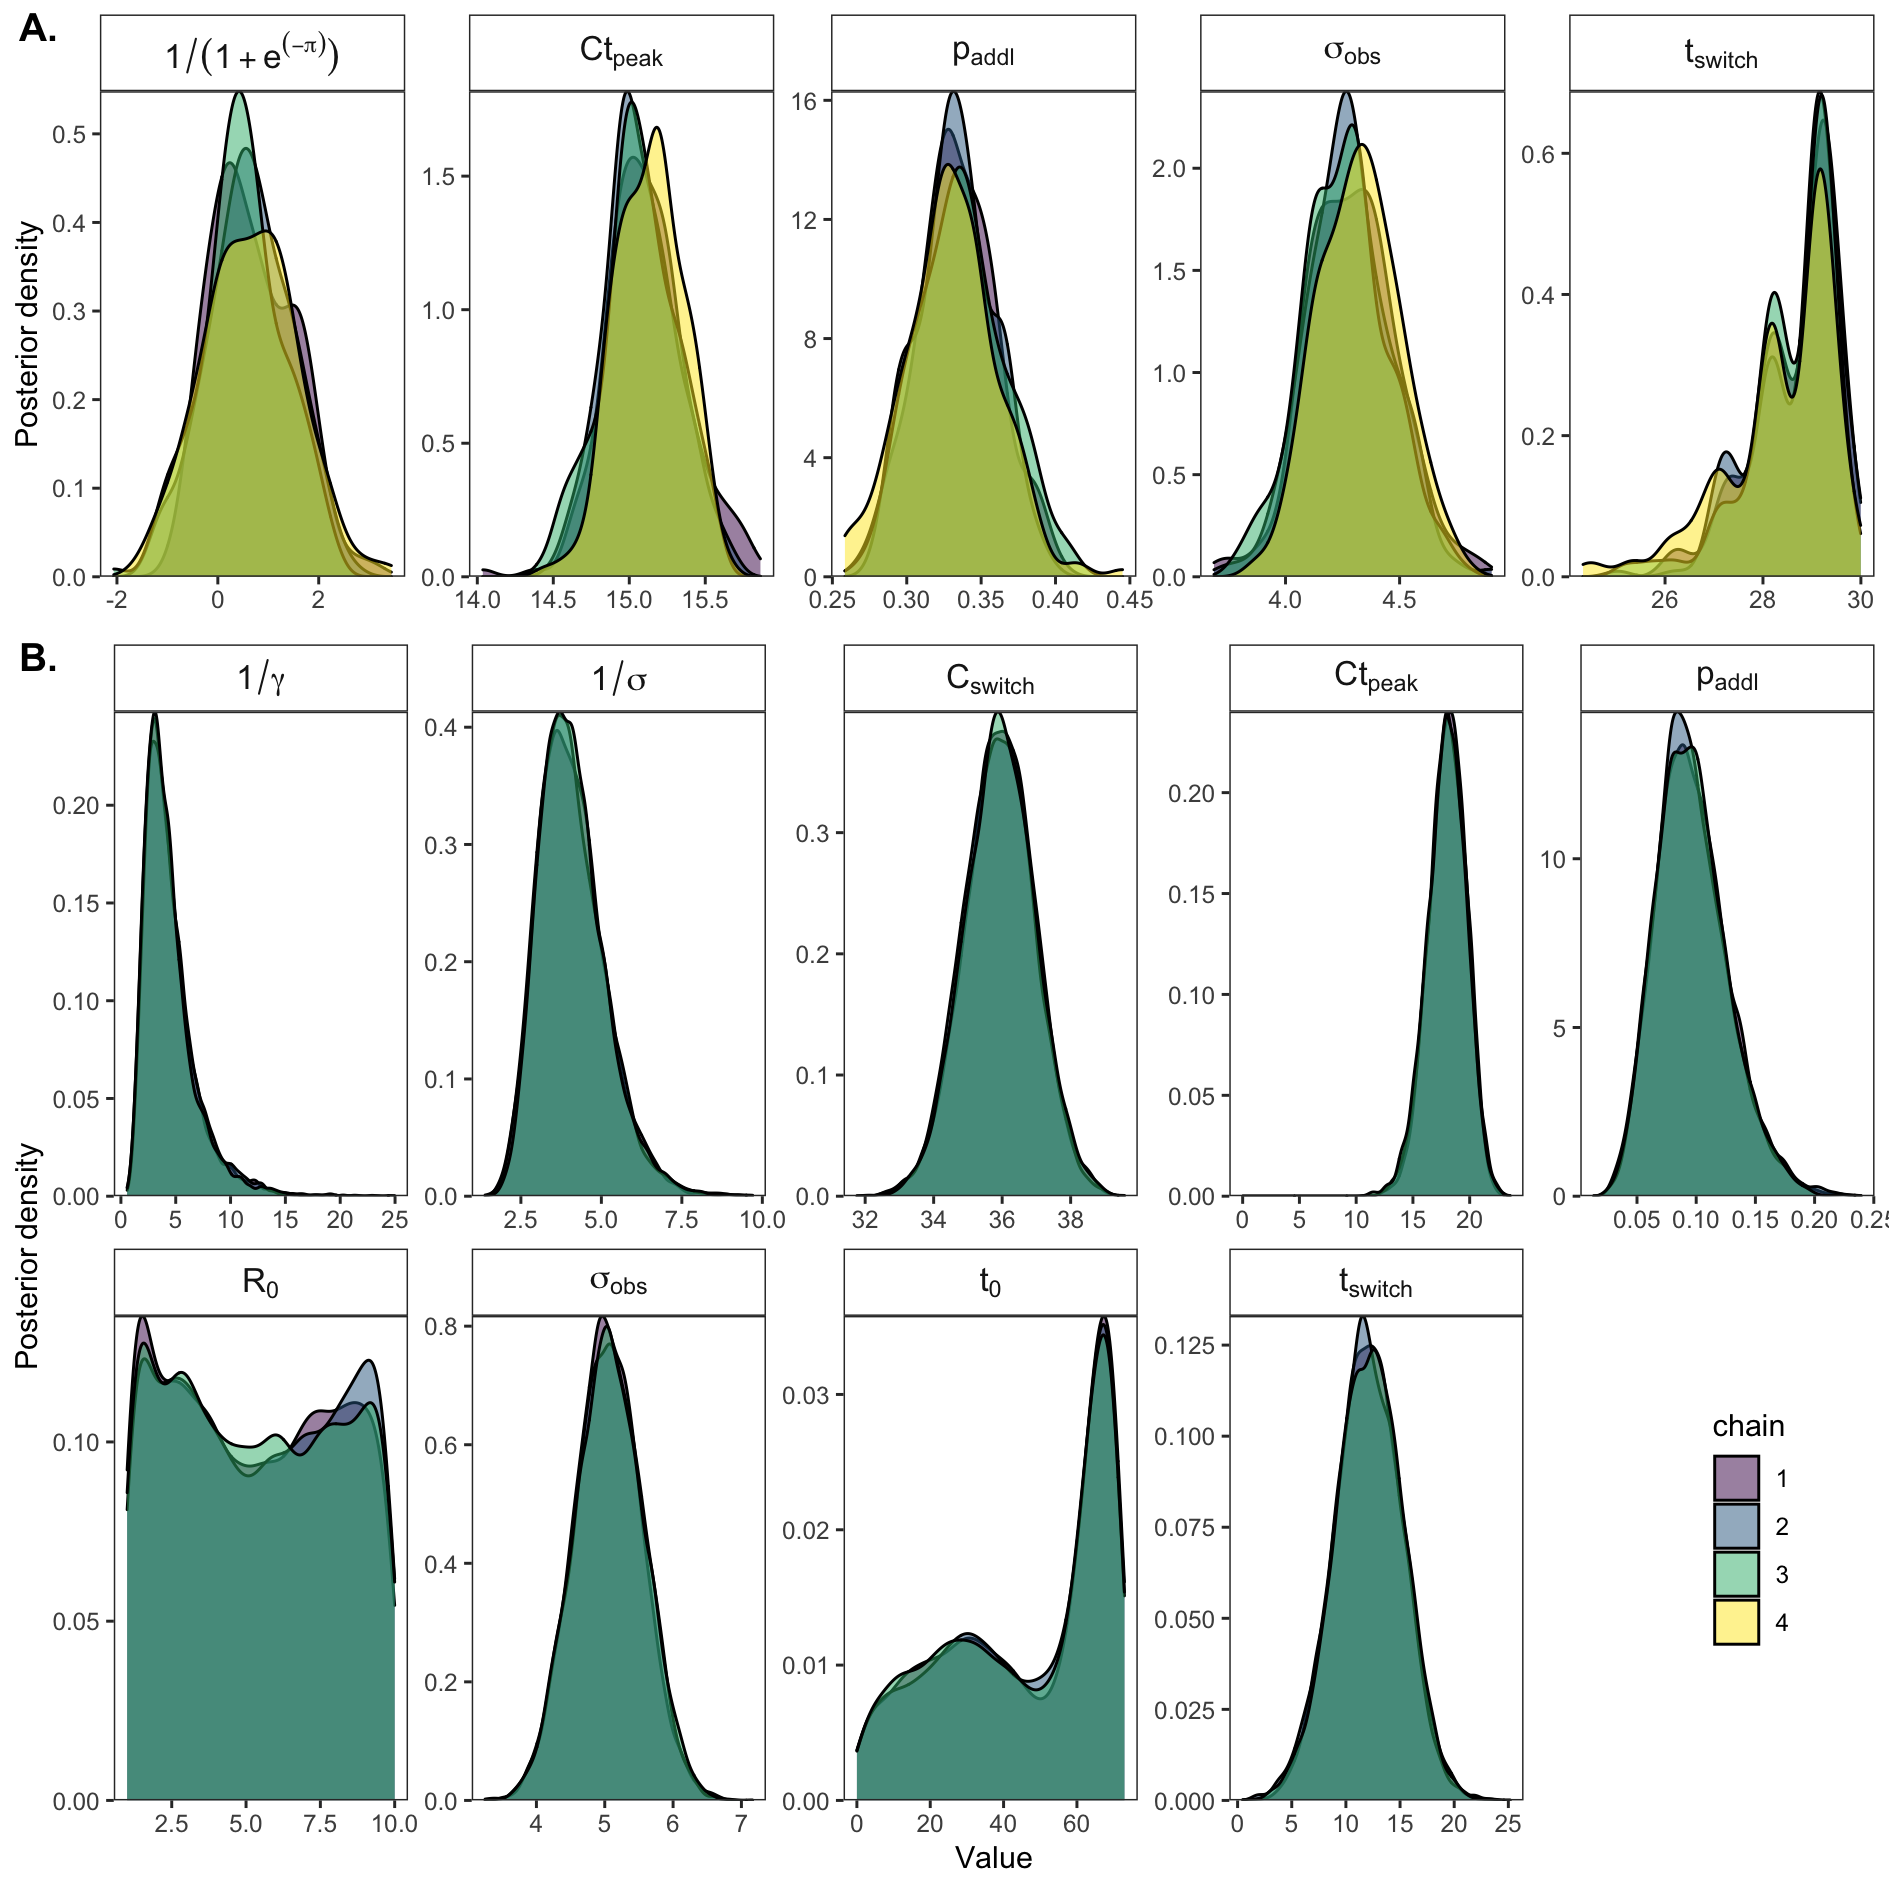 A.
1/(1 + e^(−π)) Ct_peak p_addl σ_obs t_switch
Posterior density
0.5 0.4 0.3 0.2 0.1 0.0
-2 0 2
1.5 1.0 0.5 0.0
14.0 14.5 15.0 15.5
16 12 8 4 0
0.25 0.30 0.35 0.40 0.45
2.0 1.5 1.0 0.5 0.0
4.0 4.5
0.6 0.4 0.2 0.0
26 28 30
B.
1/γ 1/σ C_switch Ct_peak p_addl
Posterior density
0.20 0.15 0.10 0.05 0.00
0 5 10 15 20 25
0.4 0.3 0.2 0.1 0.0
2.5 5.0 7.5 10.0
0.3 0.2 0.1 0.0
32 34 36 38
0.20 0.15 0.10 0.05 0.00
0 5 10 15 20
10 5 0
0.05 0.10 0.15 0.20 0.25
R_0 σ_obs t_0 t_switch
0.10 0.05 0.00
2.5 5.0 7.5 10.0
0.8 0.6 0.4 0.2 0.0
4 5 6 7
0.03 0.02 0.01 0.00
0 20 40 60
0.125 0.100 0.075 0.050 0.025 0.000
0 5 10 15 20 25
Value
chain
1
2
3
4